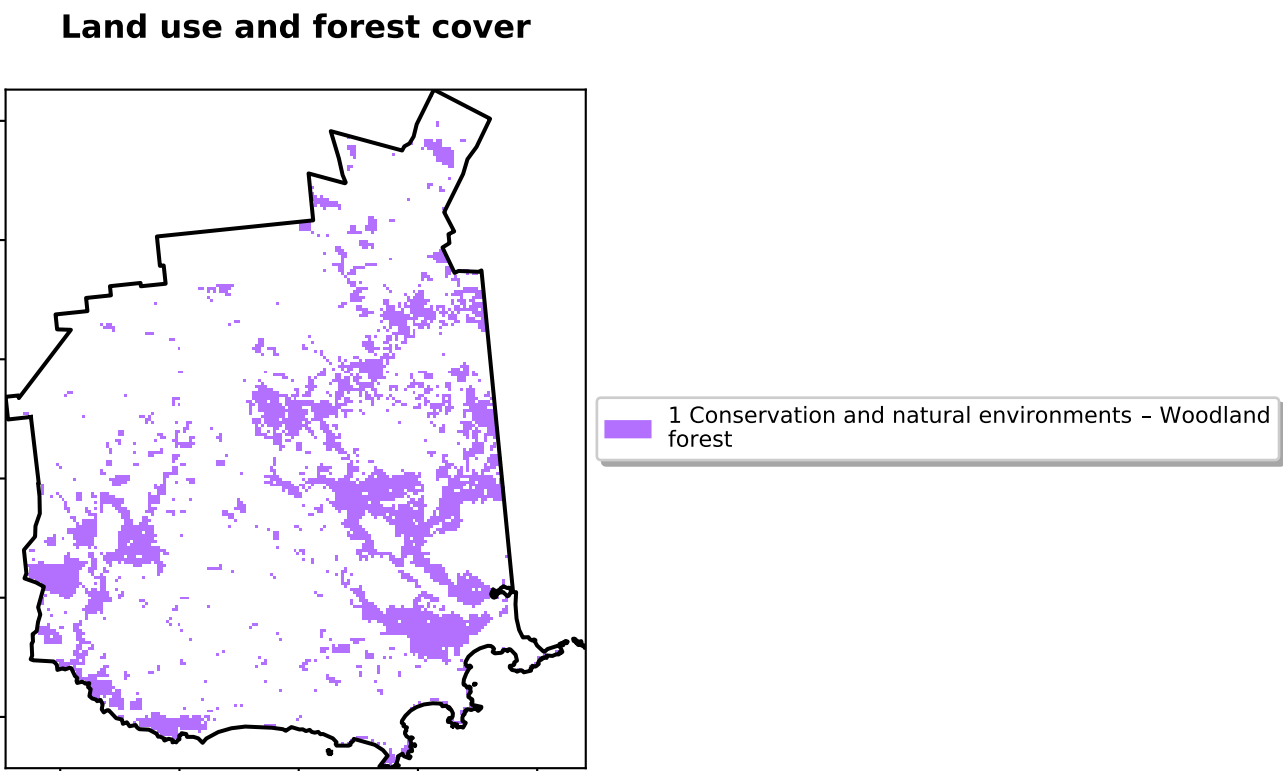 Land use and forest cover
1 Conservation and natural environments – Woodland
forest